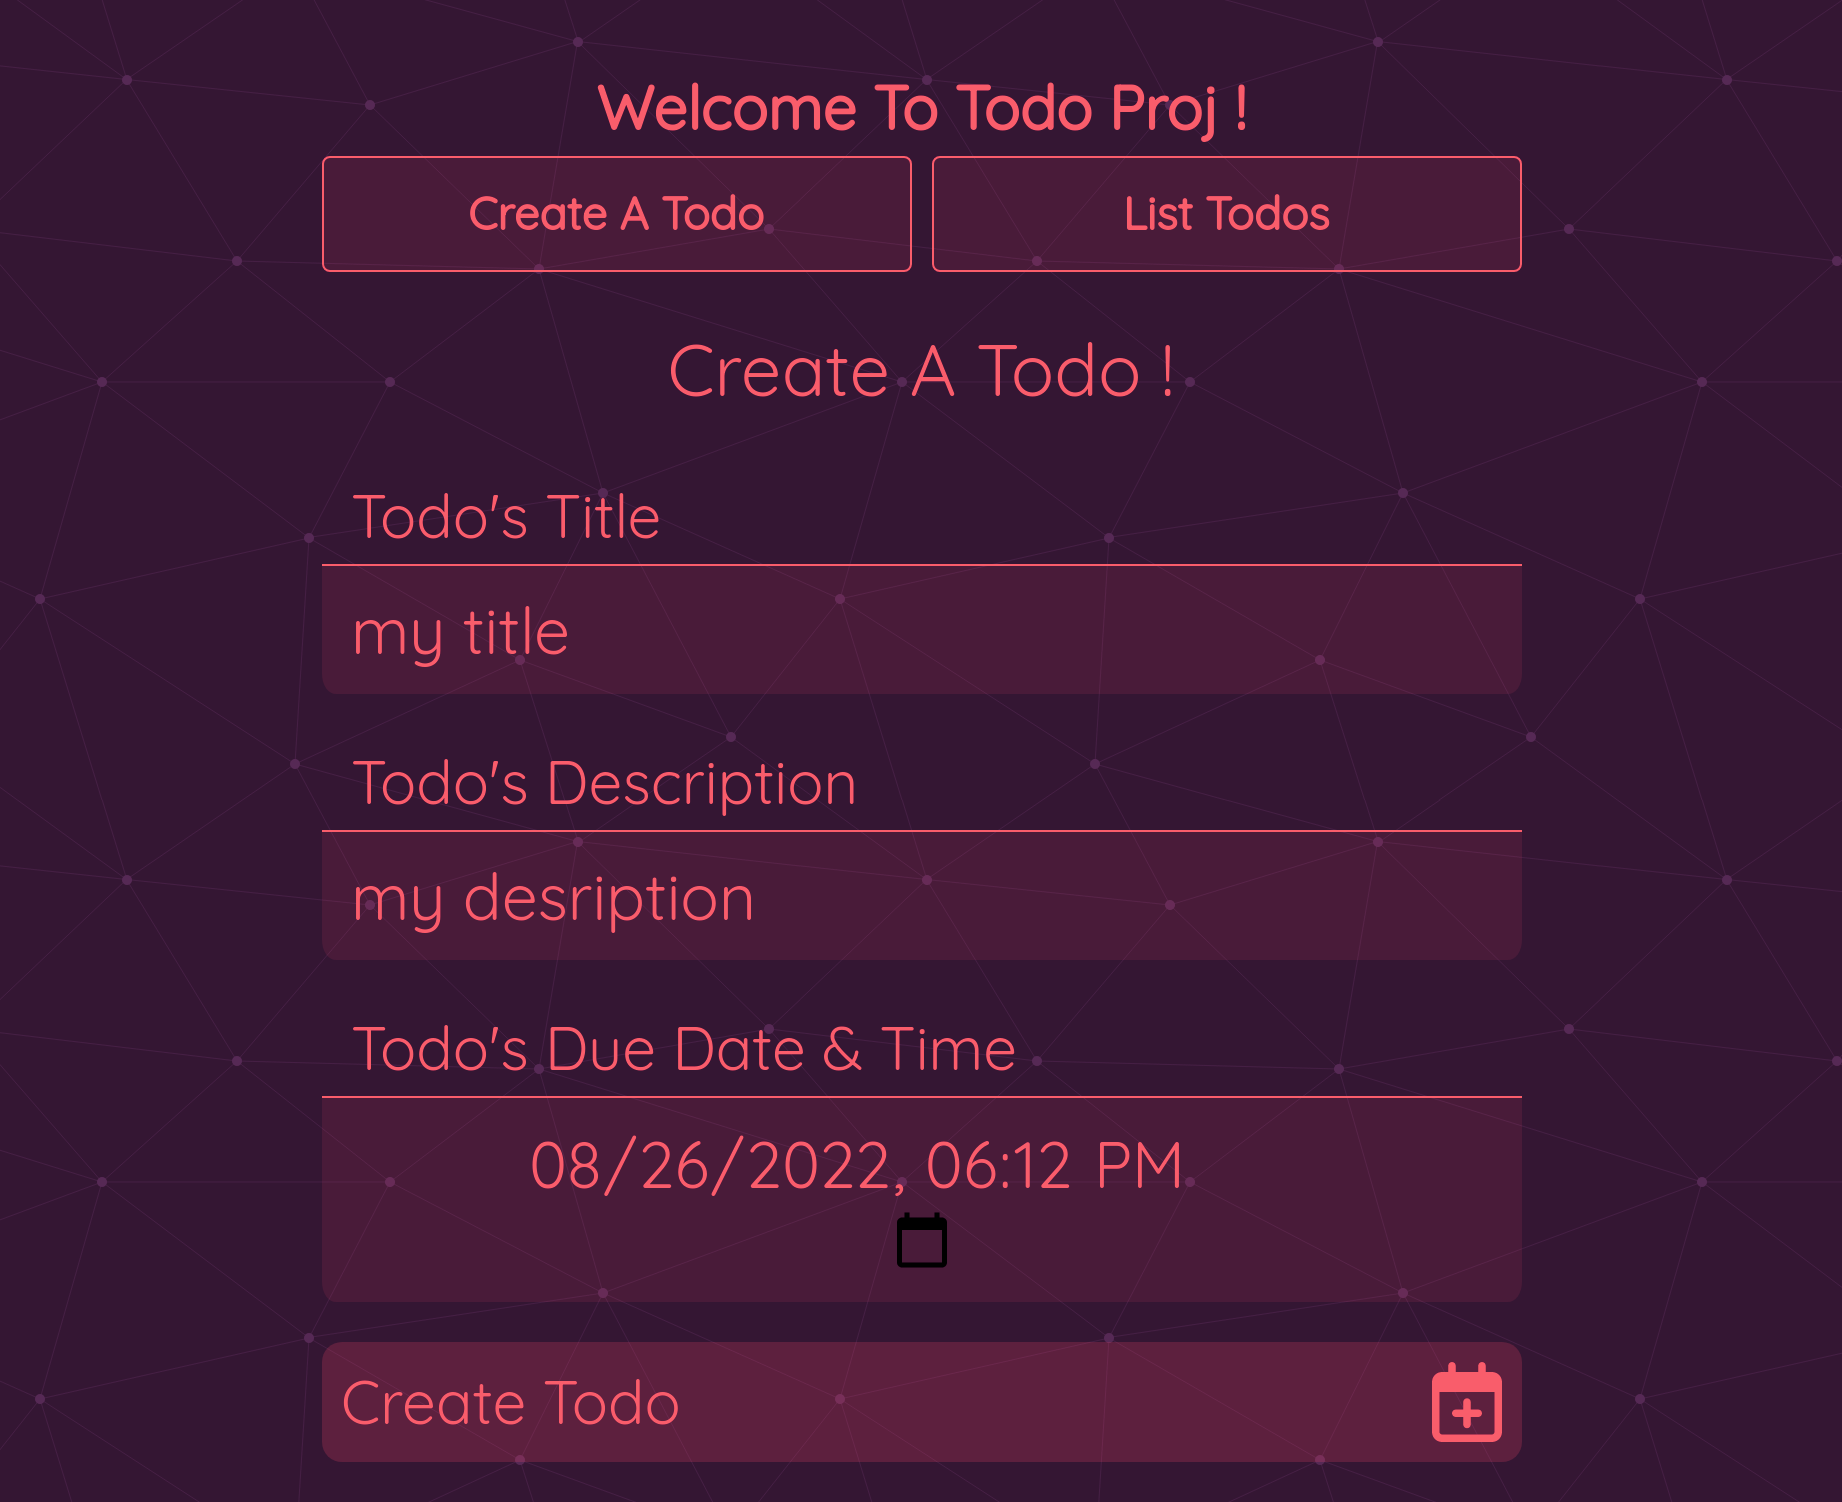 Welcome To Todo Proj !
Create A Todo
List Todos
Create A Todo !
Todo's Title
my title
Todo's Description
my desription
Todo's Due Date & Time
08/26/2022, 06:12 PM
Create Todo